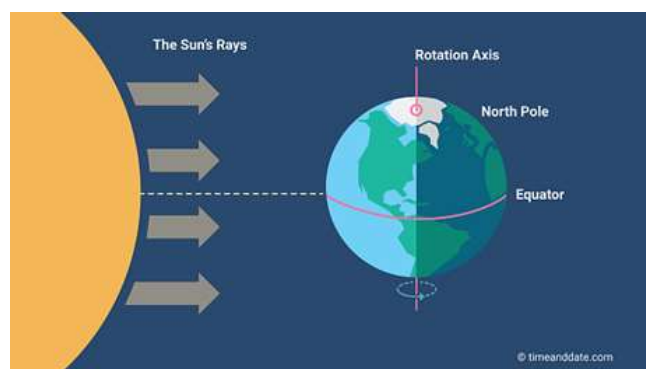 The Sun's Rays
Rotation Axis
North Pole
Equator
© timeanddate.com